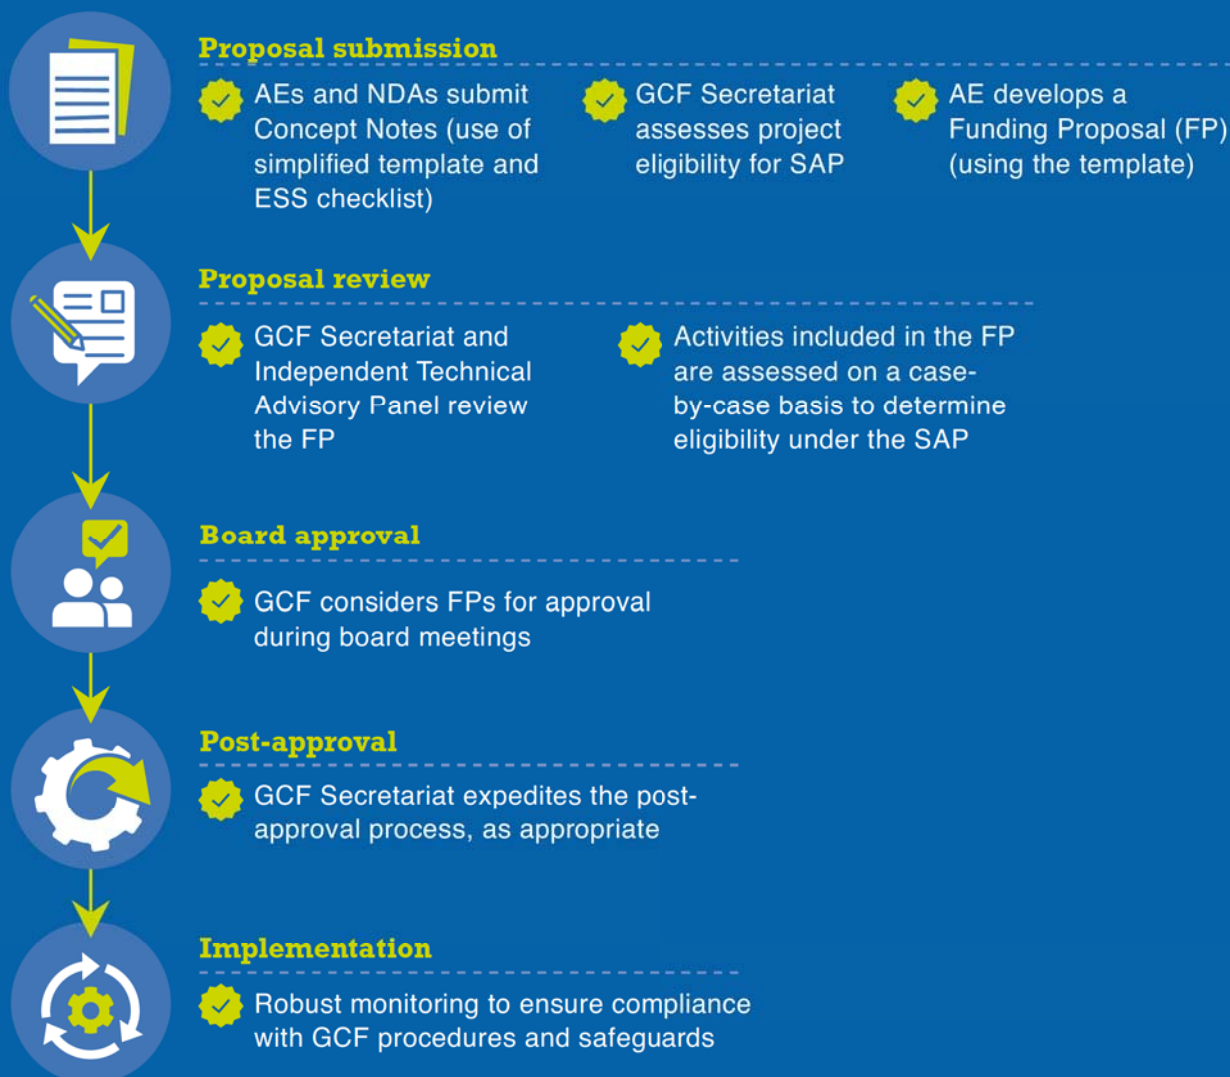 Proposal submission
AEs and NDAs submit
Concept Notes (use of
simplified template and
ESS checklist)
GCF Secretariat
assesses project
eligibility for SAP
AE develops a
Funding Proposal (FP)
(using the template)
Proposal review
GCF Secretariat and
Independent Technical
Advisory Panel review
the FP
Activities included in the FP
are assessed on a case-
by-case basis to determine
eligibility under the SAP
Board approval
GCF considers FPs for approval
during board meetings
Post-approval
GCF Secretariat expedites the post-
approval process, as appropriate
Implementation
Robust monitoring to ensure compliance
with GCF procedures and safeguards